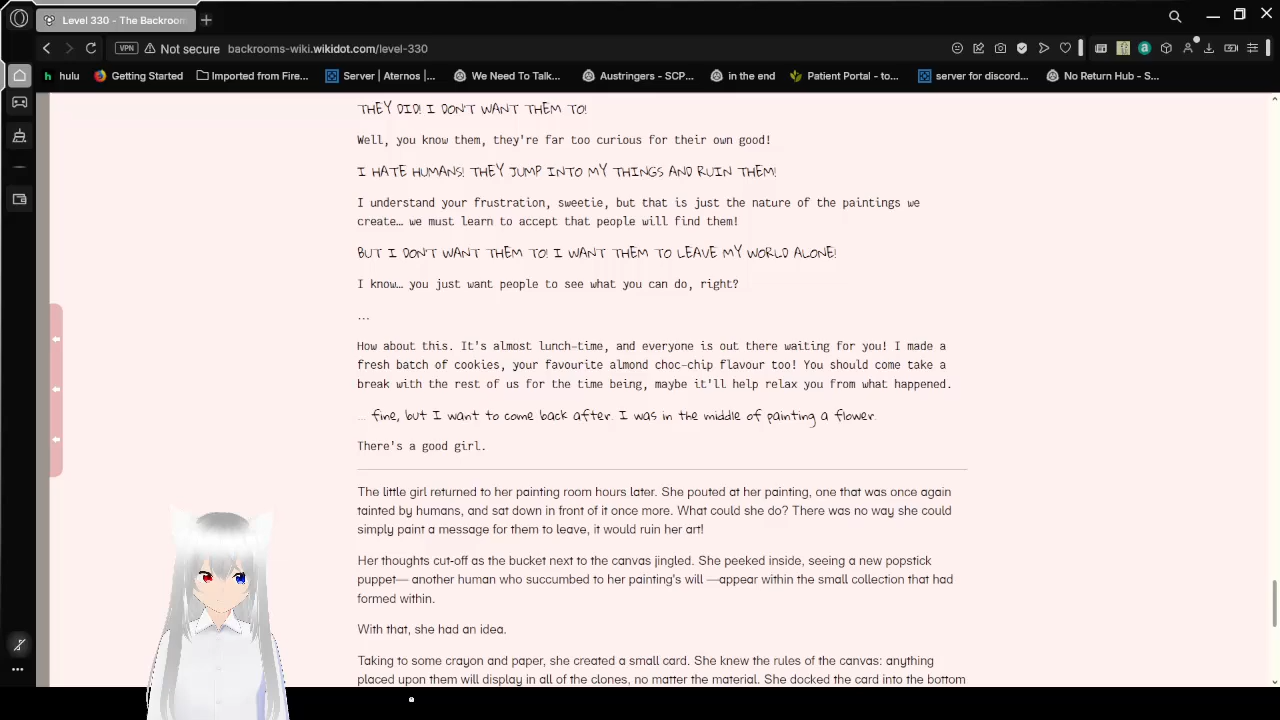 Level 330 - The Backroom
VPN Not secure backrooms-wiki.wikidot.com/level-330
hulu Getting Started Imported from Fire... Server | Aternos |... We Need To Talk... Austringers - SCP... in the end Patient Portal - to... server for discord... No Return Hub - S...
THEY DID! I DON'T WANT THEM TO!
Well, you know them, they're far too curious for their own good!
I HATE HUMANS! THEY JUMP INTO MY THINGS AND RUIN THEM!
I understand your frustration, sweetie, but that is just the nature of the paintings we
create… we must learn to accept that people will find them!
BUT I DON'T WANT THEM TO! I WANT THEM TO LEAVE MY WORLD ALONE!
I know… you just want people to see what you can do, right?
...
How about this. It's almost lunch-time, and everyone is out there waiting for you! I made a
fresh batch of cookies, your favourite almond choc-chip flavour too! You should come take a
break with the rest of us for the time being, maybe it'll help relax you from what happened.
... fine, but I want to come back after. I was in the middle of painting a flower.
There's a good girl.
The little girl returned to her painting room hours later. She pouted at her painting, one that was once again
tainted by humans, and sat down in front of it once more. What could she do? There was no way she could
simply paint a message for them to leave, it would ruin her art!
Her thoughts cut-off as the bucket next to the canvas jingled. She peeked inside, seeing a new popstick
puppet— another human who succumbed to her painting's will —appear within the small collection that had
formed within.
With that, she had an idea.
Taking to some crayon and paper, she created a small card. She knew the rules of the canvas: anything
placed upon them will display in all of the clones, no matter the material. She docked the card into the bottom